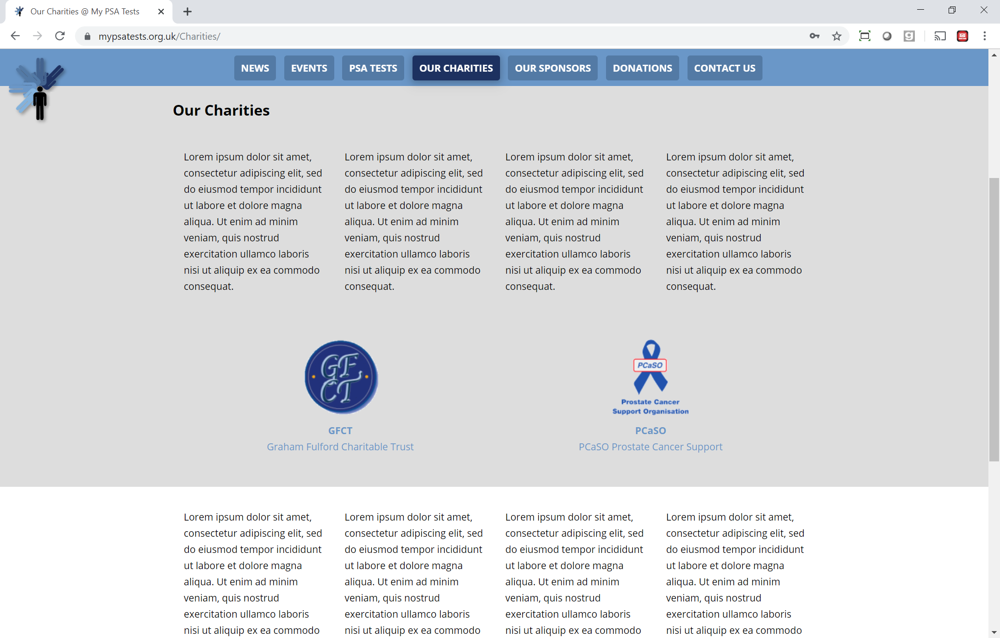 Our Charities @ My PSA Tests
mypsatests.org.uk/Charities/
NEWS
EVENTS
PSA TESTS
OUR CHARITIES
OUR SPONSORS
DONATIONS
CONTACT US
Our Charities
Lorem ipsum dolor sit amet,
consectetur adipiscing elit, sed
do eiusmod tempor incididunt
ut labore et dolore magna
aliqua. Ut enim ad minim
veniam, quis nostrud
exercitation ullamco laboris
nisi ut aliquip ex ea commodo
consequat.
Lorem ipsum dolor sit amet,
consectetur adipiscing elit, sed
do eiusmod tempor incididunt
ut labore et dolore magna
aliqua. Ut enim ad minim
veniam, quis nostrud
exercitation ullamco laboris
nisi ut aliquip ex ea commodo
consequat.
Lorem ipsum dolor sit amet,
consectetur adipiscing elit, sed
do eiusmod tempor incididunt
ut labore et dolore magna
aliqua. Ut enim ad minim
veniam, quis nostrud
exercitation ullamco laboris
nisi ut aliquip ex ea commodo
consequat.
Lorem ipsum dolor sit amet,
consectetur adipiscing elit, sed
do eiusmod tempor incididunt
ut labore et dolore magna
aliqua. Ut enim ad minim
veniam, quis nostrud
exercitation ullamco laboris
nisi ut aliquip ex ea commodo
consequat.
GF
CT
GFCT
Graham Fulford Charitable Trust
PCaSO
Prostate Cancer
Support Organisation
PCaSO
PCaSO Prostate Cancer Support
Lorem ipsum dolor sit amet,
consectetur adipiscing elit, sed
do eiusmod tempor incididunt
ut labore et dolore magna
aliqua. Ut enim ad minim
veniam, quis nostrud
exercitation ullamco laboris
nisi ut aliquip ex ea commodo
Lorem ipsum dolor sit amet,
consectetur adipiscing elit, sed
do eiusmod tempor incididunt
ut labore et dolore magna
aliqua. Ut enim ad minim
veniam, quis nostrud
exercitation ullamco laboris
nisi ut aliquip ex ea commodo
Lorem ipsum dolor sit amet,
consectetur adipiscing elit, sed
do eiusmod tempor incididunt
ut labore et dolore magna
aliqua. Ut enim ad minim
veniam, quis nostrud
exercitation ullamco laboris
nisi ut aliquip ex ea commodo
Lorem ipsum dolor sit amet,
consectetur adipiscing elit, sed
do eiusmod tempor incididunt
ut labore et dolore magna
aliqua. Ut enim ad minim
veniam, quis nostrud
exercitation ullamco laboris
nisi ut aliquip ex ea commodo